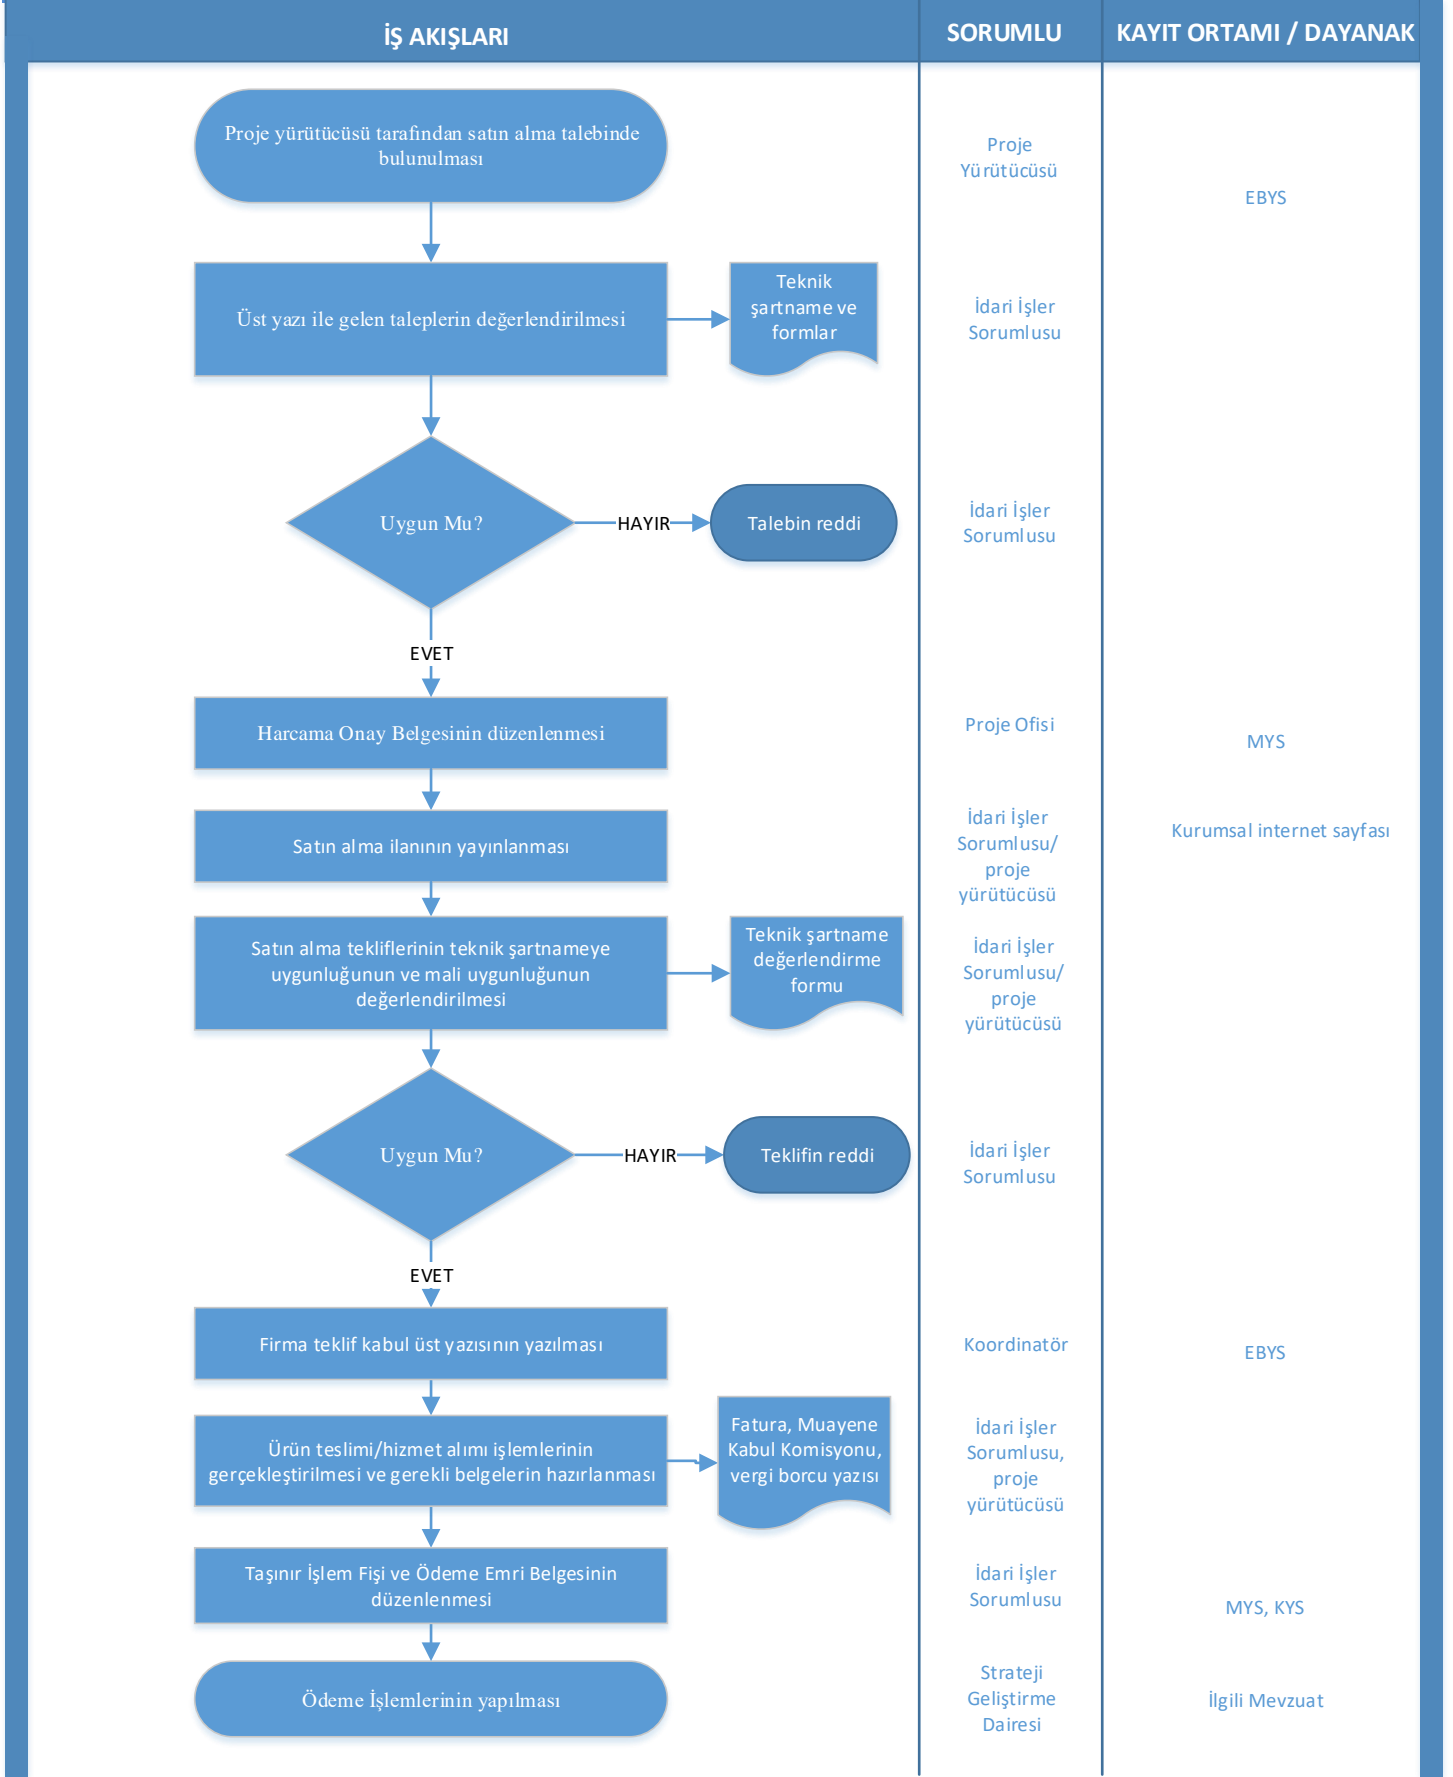 İŞ AKIŞLARI
SORUMLU
KAYIT ORTAMI / DAYANAK
Proje yürütücüsü tarafından satın alma talebinde
bulunulması
Proje
Yürütücüsü
EBYS
Üst yazı ile gelen taleplerin değerlendirilmesi
Teknik
şartname ve
formlar
İdari İşler
Sorumlusu
Uygun Mu?
HAYIR
Talebin reddi
İdari İşler
Sorumlusu
EVET
Harcama Onay Belgesinin düzenlenmesi
Proje Ofisi
MYS
Satın alma ilanının yayınlanması
İdari İşler
Sorumlusu/
proje
yürütücüsü
Kurumsal internet sayfası
Satın alma tekliflerinin teknik şartnameye
uygunluğunun ve mali uygunluğunun
değerlendirilmesi
Teknik şartname
değerlendirme
formu
İdari İşler
Sorumlusu/
proje
yürütücüsü
Uygun Mu?
HAYIR
Teklifin reddi
İdari İşler
Sorumlusu
EVET
Firma teklif kabul üst yazısının yazılması
Koordinatör
EBYS
Ürün teslimi/hizmet alımı işlemlerinin
gerçekleştirilmesi ve gerekli belgelerin hazırlanması
Fatura, Muayene
Kabul Komisyonu,
vergi borcu yazısı
İdari İşler
Sorumlusu,
proje
yürütücüsü
Taşınır İşlem Fişi ve Ödeme Emri Belgesinin
düzenlenmesi
İdari İşler
Sorumlusu
MYS, KYS
Ödeme İşlemlerinin yapılması
Strateji
Geliştirme
Dairesi
İlgili Mevzuat